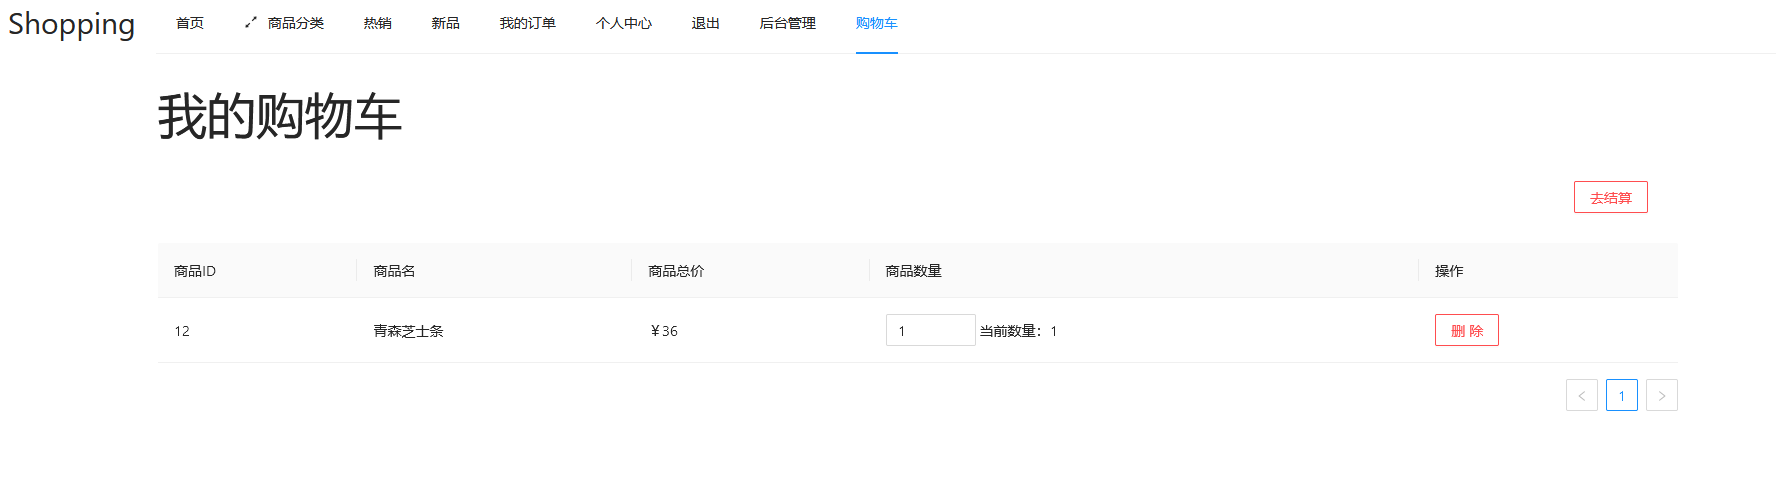 Shopping 首页 商品分类 热销 新品 我的订单 个人中心 退出 后台管理 购物车
我的购物车
去结算
商品ID 商品名 商品总价 商品数量 操作
12 青森芝士条 ¥36 1 当前数量：1 删 除
1